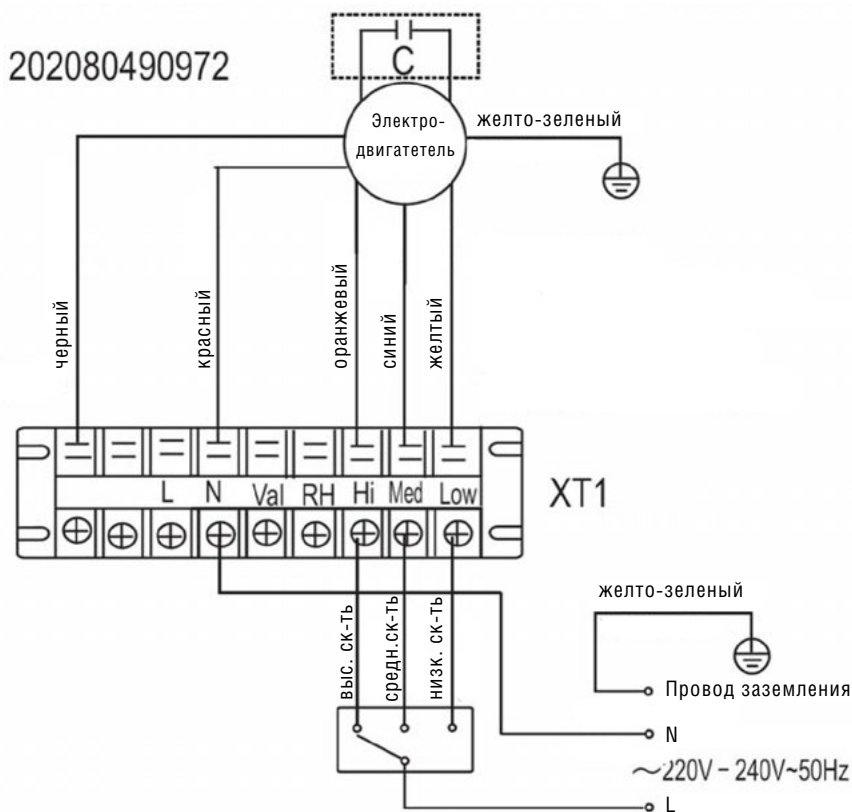 202080490972
C
Электро-
двигатетель
желто-зеленый
черный
красный
оранжевый
синий
желтый
L N Val RH Hi Med Low
XT1
выс. ск-ть
средн.ск-ть
низк. ск-ть
желто-зеленый
Провод заземления
N
~220V - 240V~50Hz
L